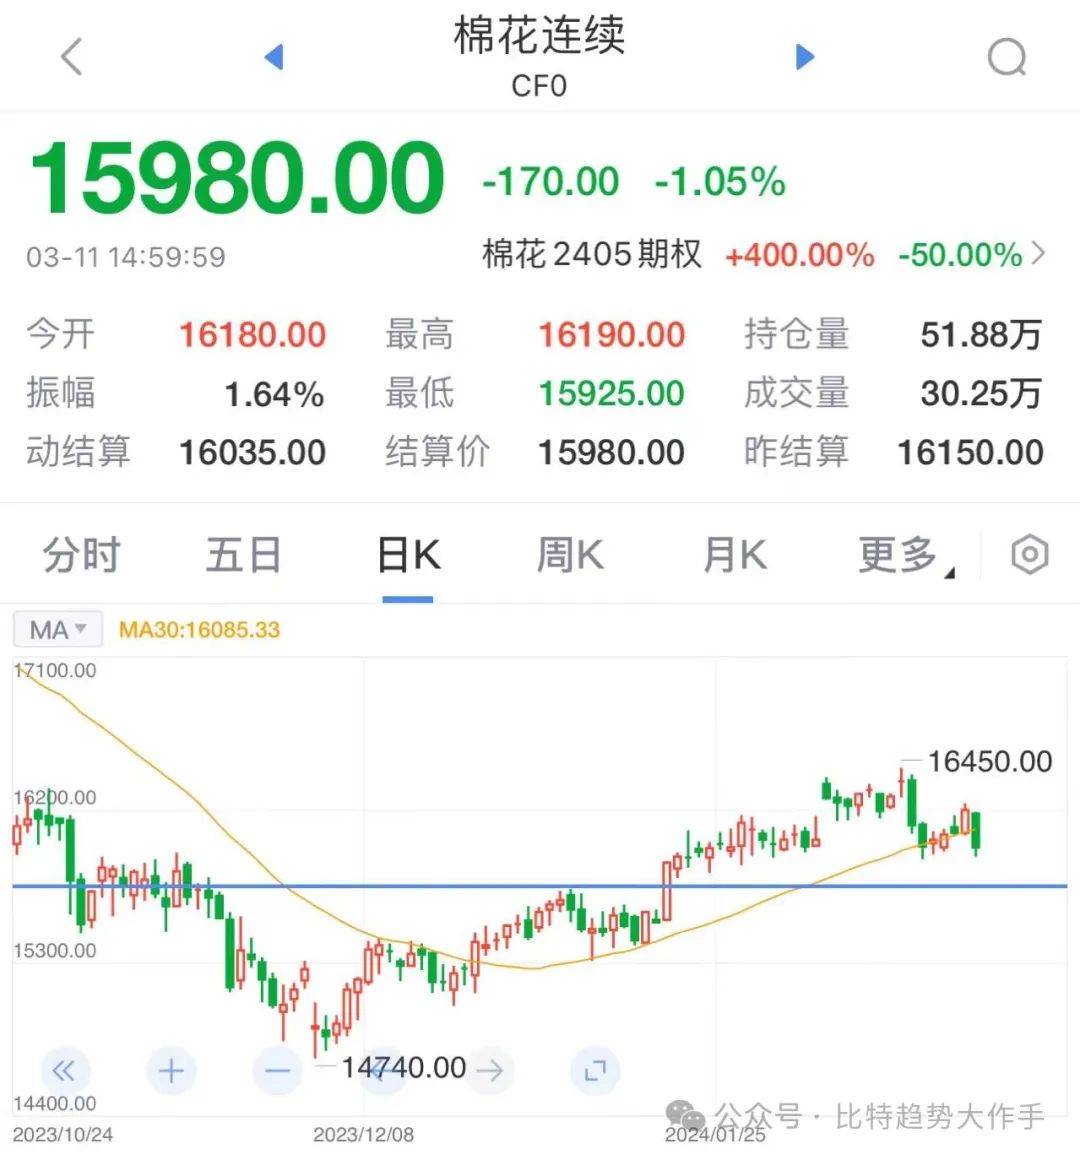 棉花连续
CF0
15980.00 -170.00 -1.05%
03-11 14:59:59 棉花2405期权 +400.00% -50.00%
今开 16180.00 最高 16190.00 持仓量 51.88万
振幅 1.64% 最低 15925.00 成交量 30.25万
动结算 16035.00 结算价 15980.00 昨结算 16150.00
分时 五日 日K 周K 月K 更多
MA MA30:16085.33
17100.00
16450.00
16200.00
15300.00
14740.00
14400.00
公众号·比特趋势大作手
2023/10/24 2023/12/08 2024/01/25